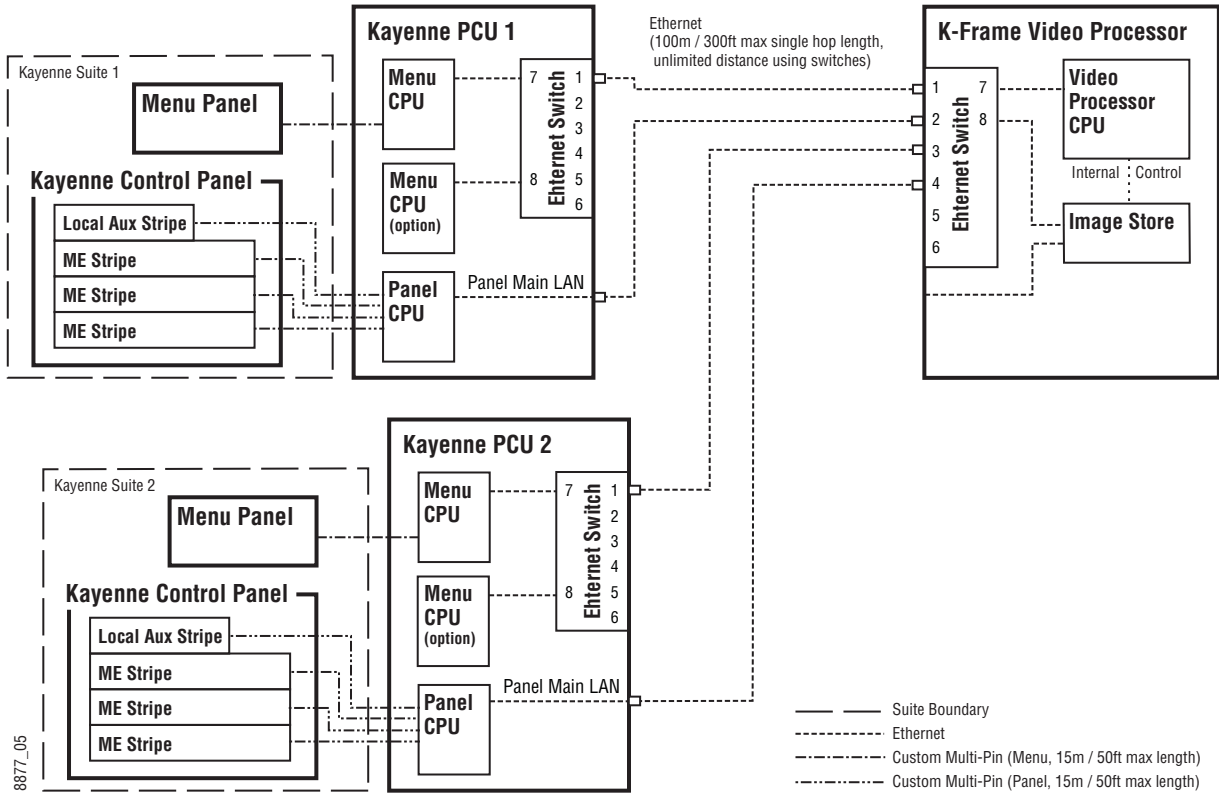 Kayenne PCU 1
Ethernet
(100m / 300ft max single hop length,
unlimited distance using switches)
K-Frame Video Processor
Kayenne Suite 1
Menu Panel
Menu
CPU
7
Ehternet Switch
1
2
3
4
5
6
Menu
CPU
(option)
8
Kayenne Control Panel
Local Aux Stripe
ME Stripe
ME Stripe
ME Stripe
Panel
CPU
Panel Main LAN
1
2
3
4
5
6
Ehternet Switch
7
8
Video
Processor
CPU
Internal
Control
Image Store
Kayenne PCU 2
Kayenne Suite 2
Menu Panel
Menu
CPU
7
Ehternet Switch
1
2
3
4
5
6
Menu
CPU
(option)
8
Kayenne Control Panel
Local Aux Stripe
ME Stripe
ME Stripe
ME Stripe
Panel
CPU
Panel Main LAN
Suite Boundary
Ethernet
Custom Multi-Pin (Menu, 15m / 50ft max length)
Custom Multi-Pin (Panel, 15m / 50ft max length)
8877_05